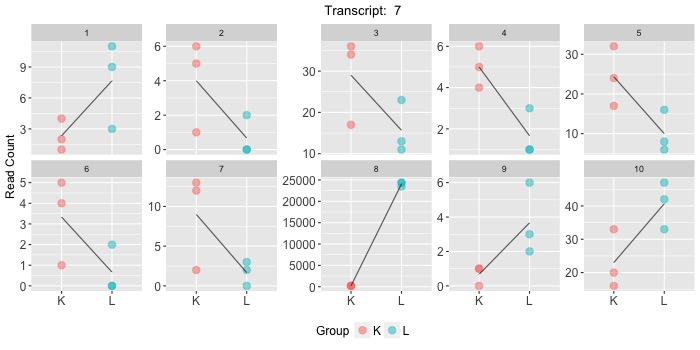 Transcript: 7
1 2 3 4 5
9 6 3
6 4 2 0
30 20 10
6 4 2
30 20 10
Read Count
6 7 8 9 10
5 4 3 2 1 0
10 5 0
25000 20000 15000 10000 5000 0
6 4 2 0
40 30 20
K L K L K L K L K L
Group K L